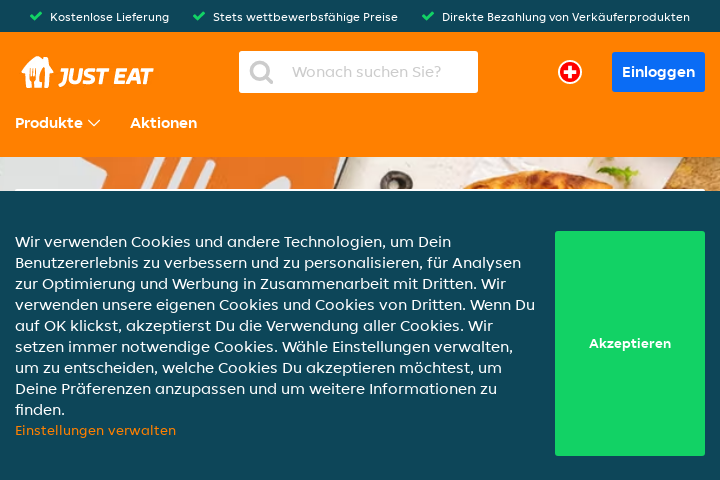 Kostenlose Lieferung
Stets wettbewerbsfähige Preise
Direkte Bezahlung von Verkäuferprodukten
JUST EAT
Wonach suchen Sie?
Einloggen
Produkte
Aktionen
Wir verwenden Cookies und andere Technologien, um Dein
Benutzererlebnis zu verbessern und zu personalisieren, für Analysen
zur Optimierung und Werbung in Zusammenarbeit mit Dritten. Wir
verwenden unsere eigenen Cookies und Cookies von Dritten. Wenn Du
auf OK klickst, akzeptierst Du die Verwendung aller Cookies. Wir
setzen immer notwendige Cookies. Wähle Einstellungen verwalten,
um zu entscheiden, welche Cookies Du akzeptieren möchtest, um
Deine Präferenzen anzupassen und um weitere Informationen zu
finden.
Einstellungen verwalten
Akzeptieren